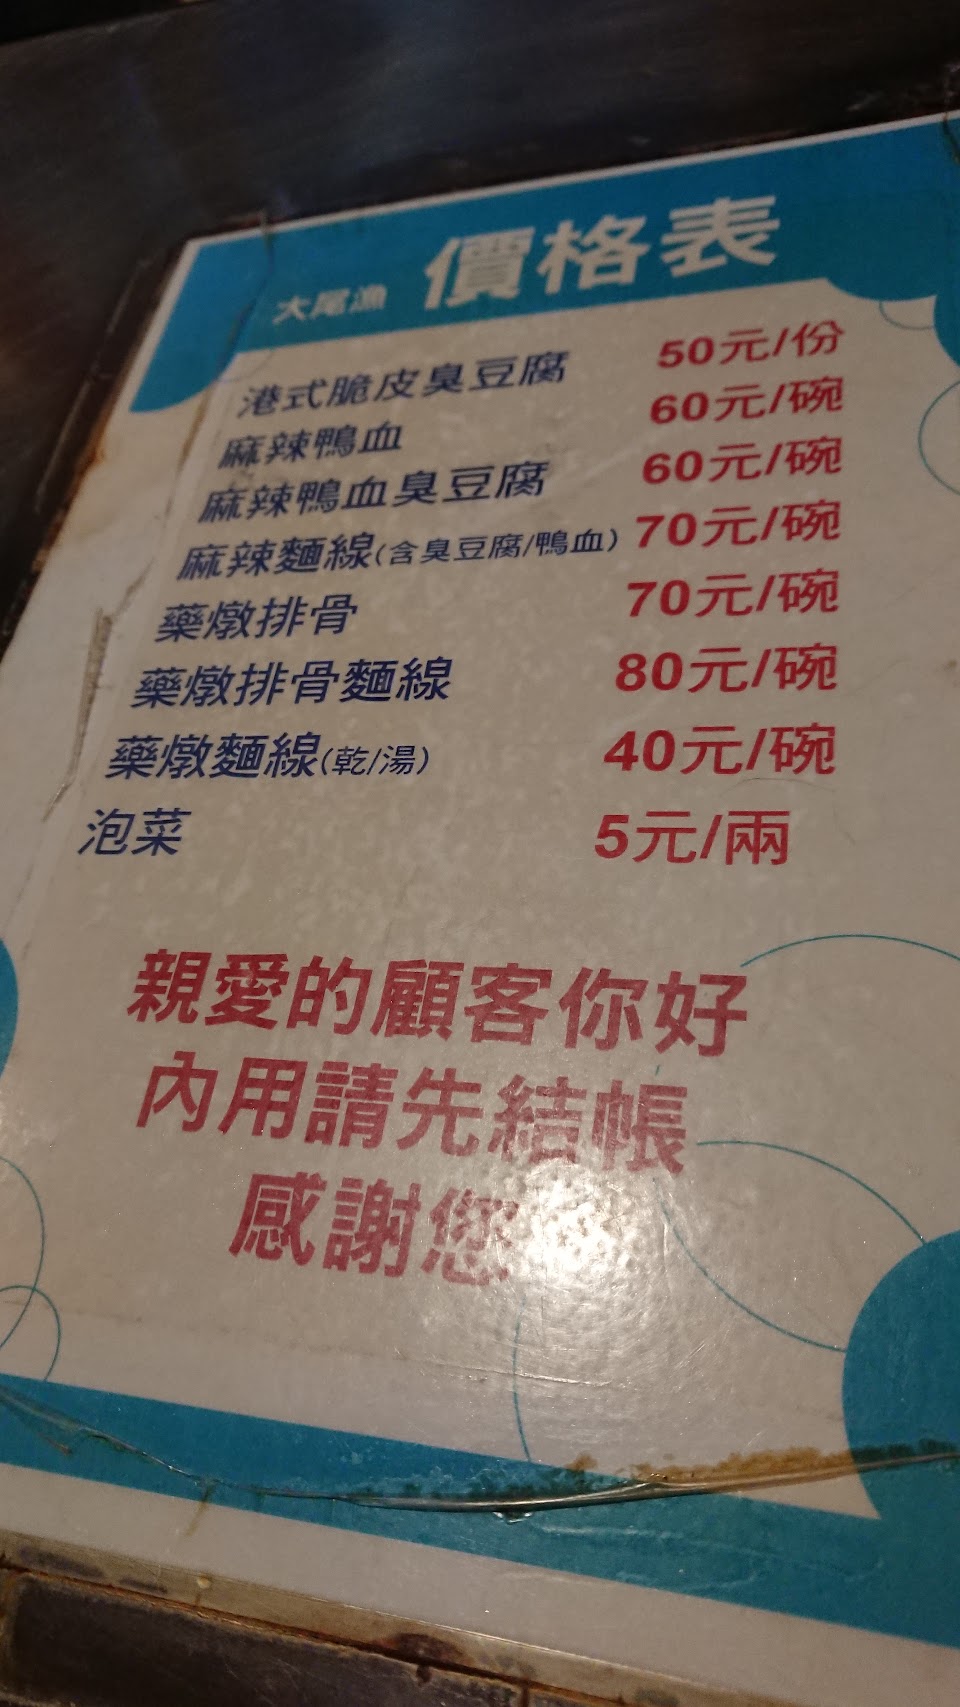 大尾漁 價格表
港式脆皮臭豆腐 50元/份
麻辣鴨血 60元/碗
麻辣鴨血臭豆腐 60元/碗
麻辣麵線(含臭豆腐/鴨血) 70元/碗
藥燉排骨 70元/碗
藥燉排骨麵線 80元/碗
藥燉麵線(乾/湯) 40元/碗
泡菜 5元/兩
親愛的顧客你好
內用請先結帳
感謝您